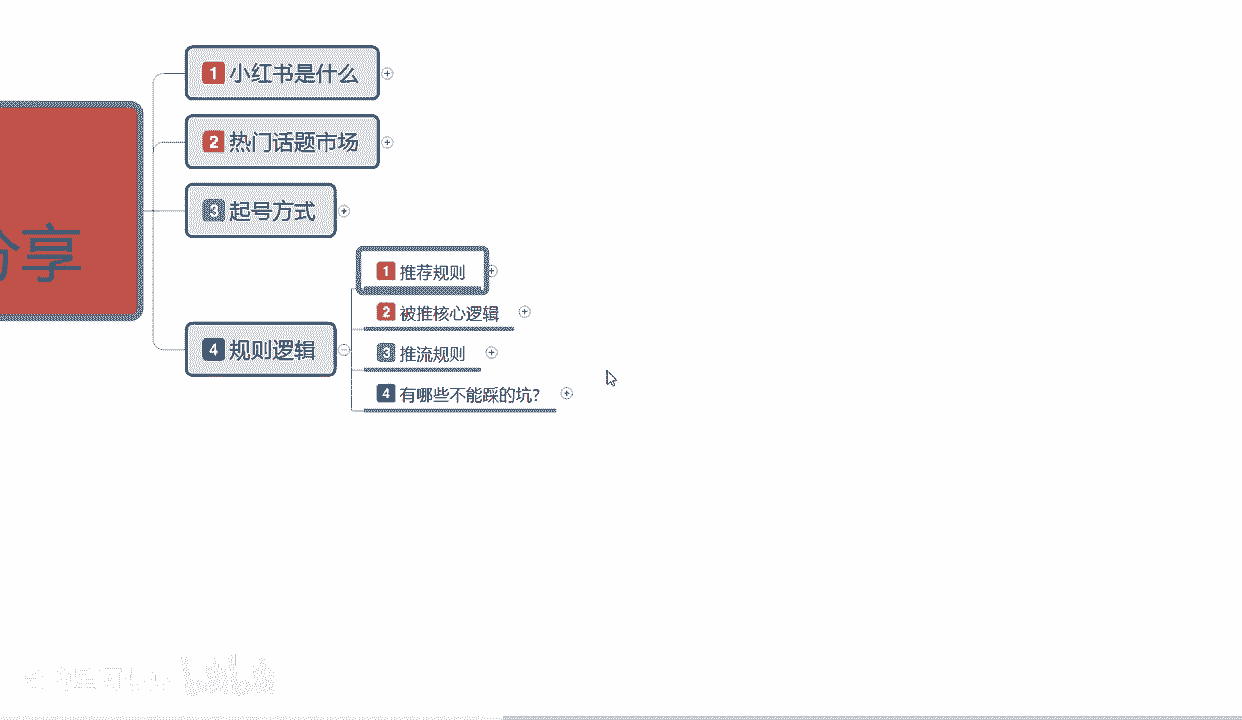 1 小红书是什么
2 热门话题市场
3 起号方式
享
4 规则逻辑
1 推荐规则
2 被推核心逻辑
3 推流规则
4 有哪些不能踩的坑?